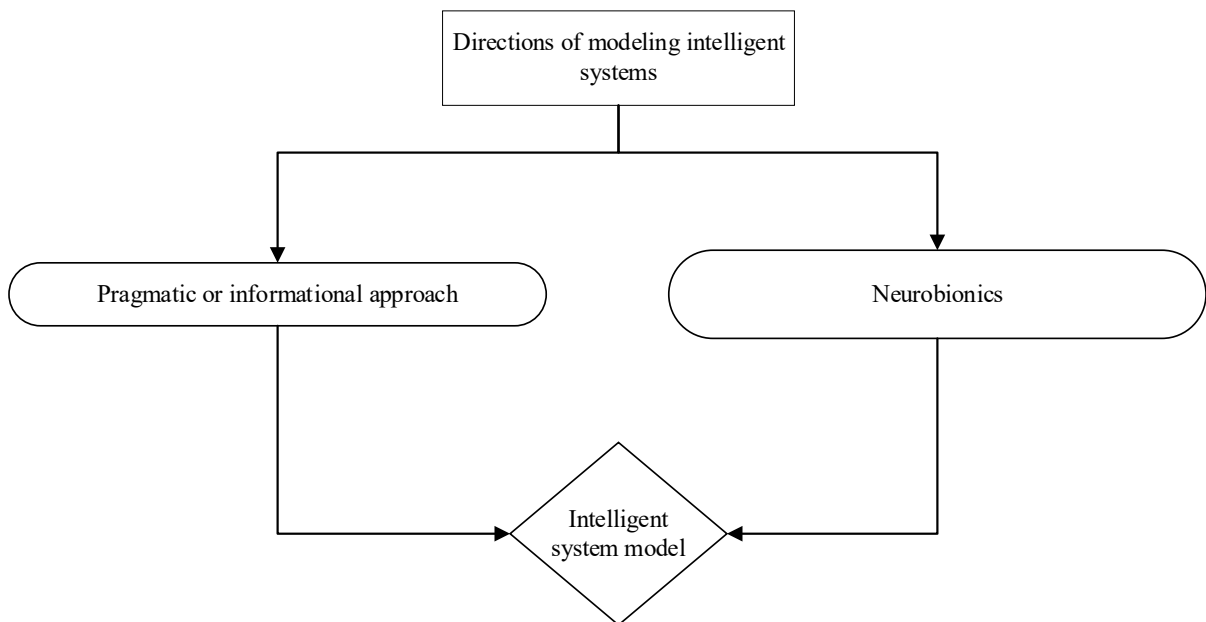 Directions of modeling intelligent
systems
Pragmatic or informational approach
Neurobionics
Intelligent
system model